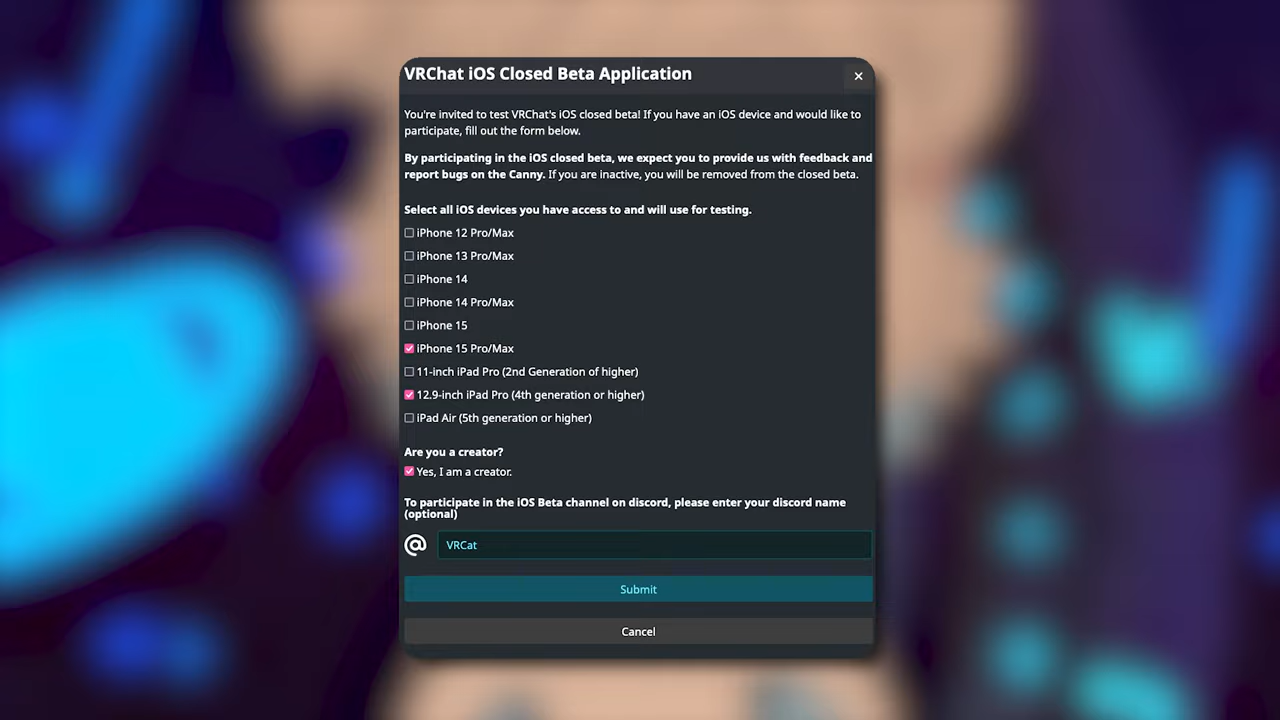 VRChat iOS Closed Beta Application
You're invited to test VRChat's iOS closed beta! If you have an iOS device and would like to
participate, fill out the form below.
By participating in the iOS closed beta, we expect you to provide us with feedback and
report bugs on the Canny. If you are inactive, you will be removed from the closed beta.
Select all iOS devices you have access to and will use for testing.
iPhone 12 Pro/Max
iPhone 13 Pro/Max
iPhone 14
iPhone 14 Pro/Max
iPhone 15
iPhone 15 Pro/Max
11-inch iPad Pro (2nd Generation of higher)
12.9-inch iPad Pro (4th generation or higher)
iPad Air (5th generation or higher)
Are you a creator?
Yes, I am a creator.
To participate in the iOS Beta channel on discord, please enter your discord name
(optional)
@ VRCat
Submit
Cancel